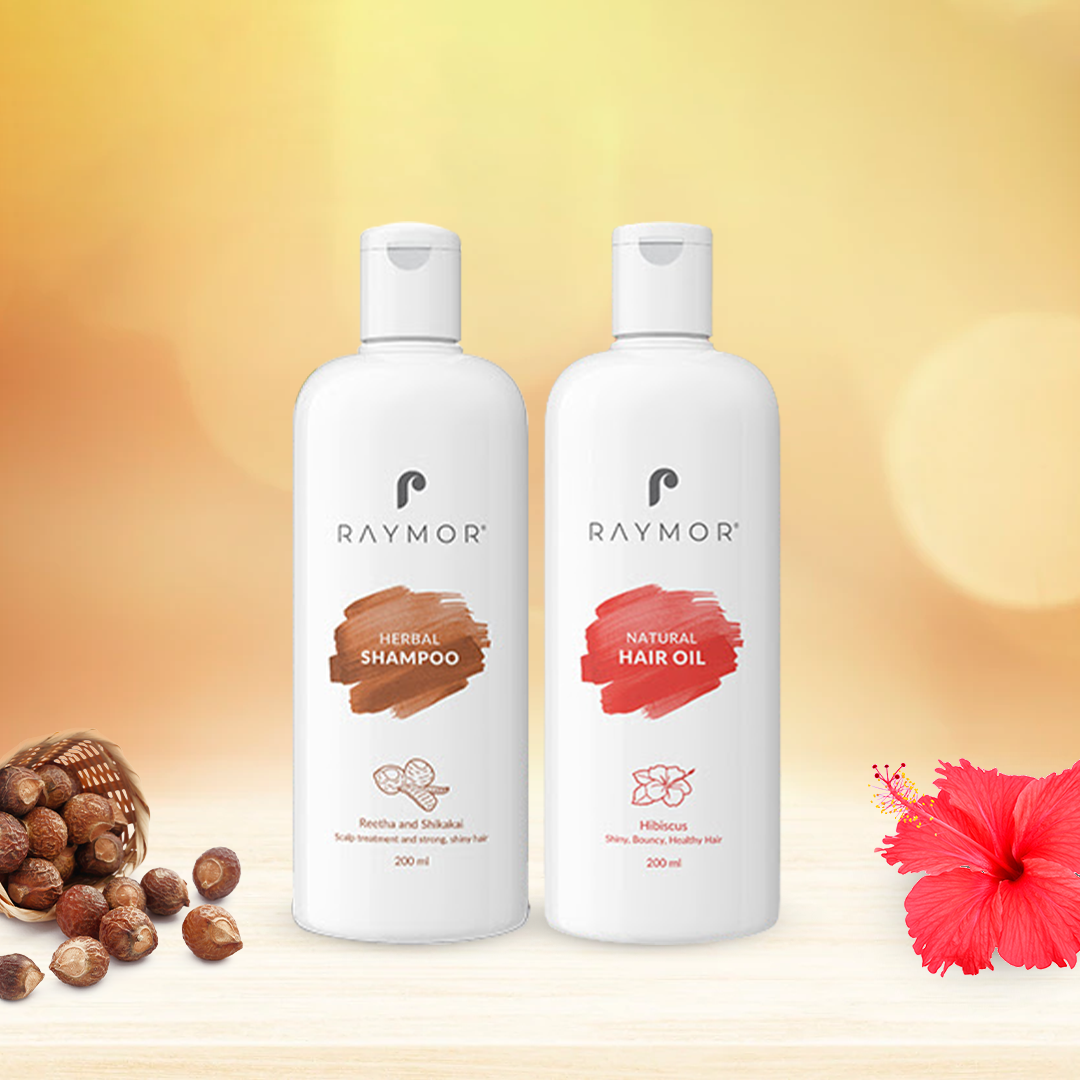 RAYMOR®
HERBAL
SHAMPOO
Reetha and Shikakai
Scalp treatment and strong, shiny hair
200 ml
RAYMOR®
NATURAL
HAIR OIL
Hibiscus
Shiny, Bouncy, Healthy Hair
200 ml